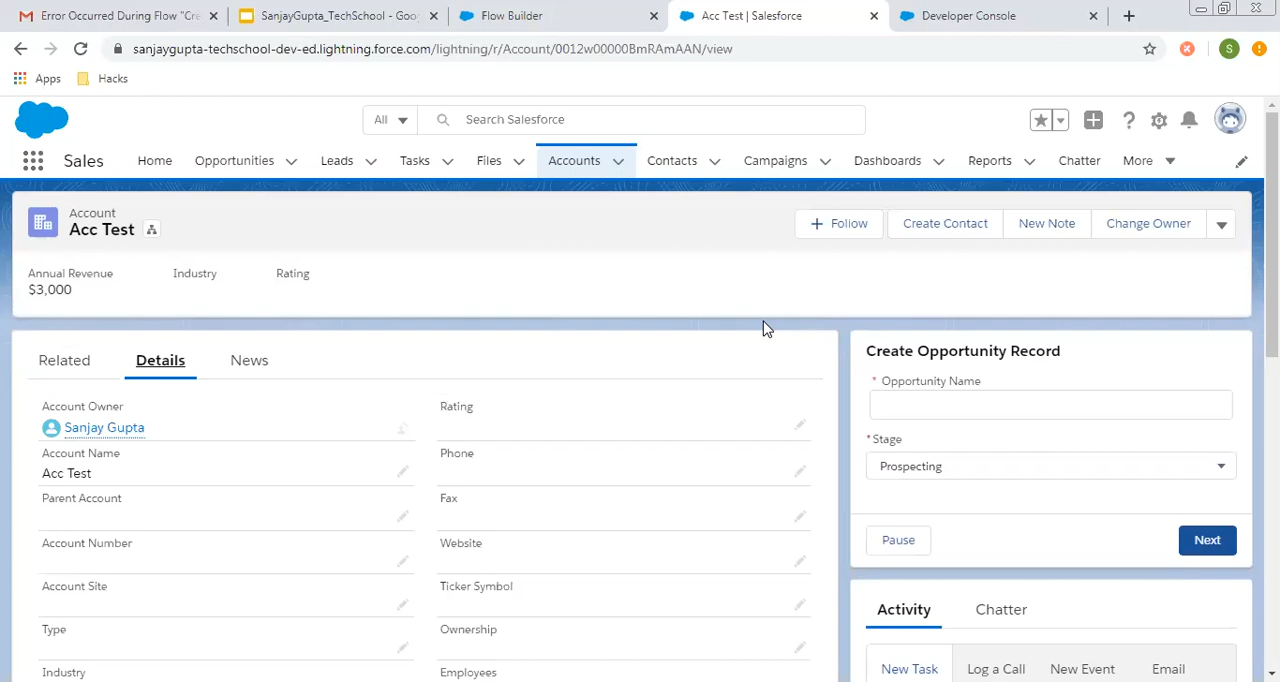 Error Occurred During Flow "Cre
SanjayGupta_TechSchool - Goo
Flow Builder
Acc Test | Salesforce
Developer Console
sanjaygupta-techschool-dev-ed.lightning.force.com/lightning/r/Account/0012w00000BmRAmAAN/view
S
Apps
Hacks
All
Search Salesforce
Sales
Home
Opportunities
Leads
Tasks
Files
Accounts
Contacts
Campaigns
Dashboards
Reports
Chatter
More
Account
Acc Test
Follow
Create Contact
New Note
Change Owner
Annual Revenue
Industry
Rating
$3,000
Related
Details
News
Account Owner
Sanjay Gupta
Rating
Account Name
Acc Test
Phone
Parent Account
Fax
Account Number
Website
Account Site
Ticker Symbol
Type
Ownership
Industry
Employees
Create Opportunity Record
* Opportunity Name
* Stage
Prospecting
Pause
Next
Activity
Chatter
New Task
Log a Call
New Event
Email